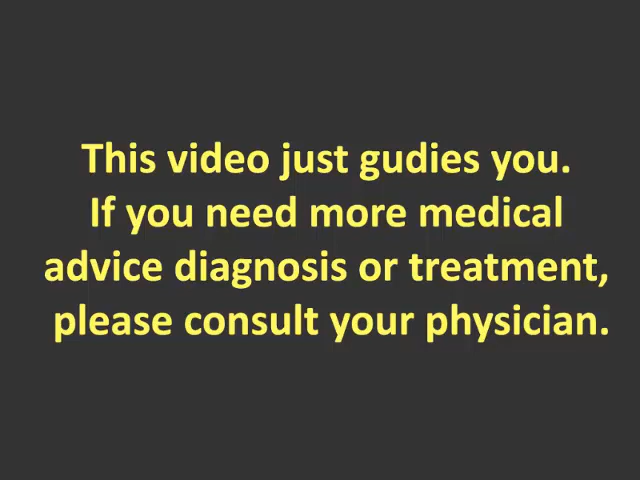 This video just gudies you.
If you need more medical
advice diagnosis or treatment,
please consult your physician.